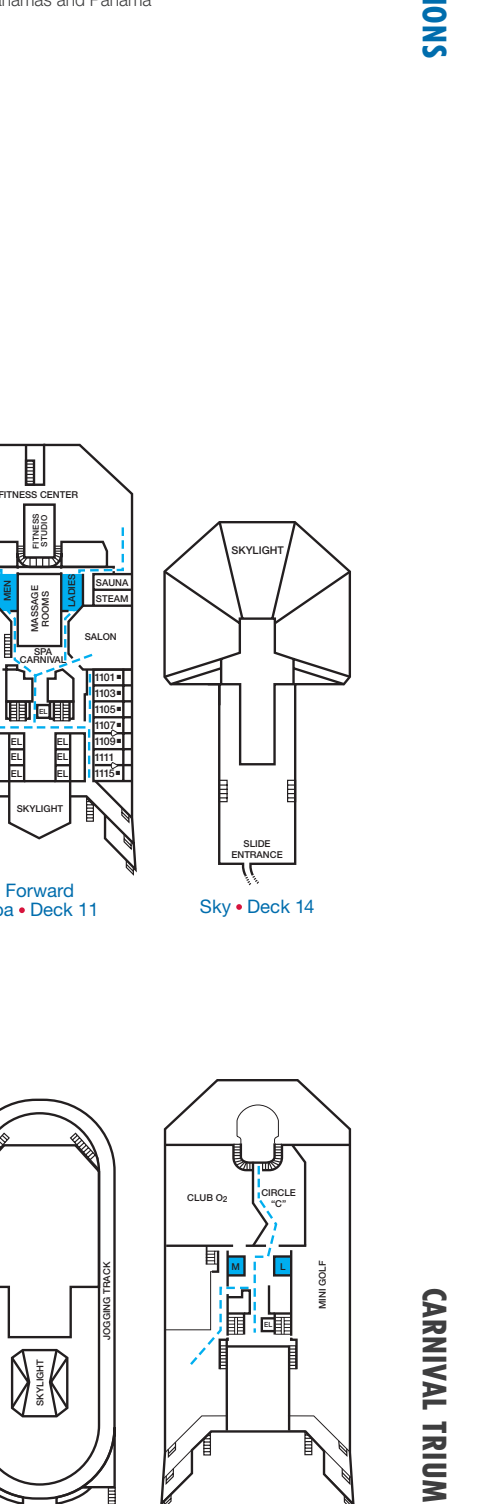 IONS
ahamas and Panama
FITNESS CENTER
FITNESS
STUDIO
MEN
MASSAGE
ROOMS
LADIES
SAUNA
STEAM
SALON
SPA
CARNIVAL
1101
1103
1105
1107
1109
1111
1115
EL
EL
EL
EL
EL
EL
EL
SKYLIGHT
Forward
pa • Deck 11
SKYLIGHT
SLIDE
ENTRANCE
Sky • Deck 14
JOGGING TRACK
SKYLIGHT
CLUB O2
CIRCLE
"C"
M
L
EL
MINI GOLF
CARNIVAL TRIUM